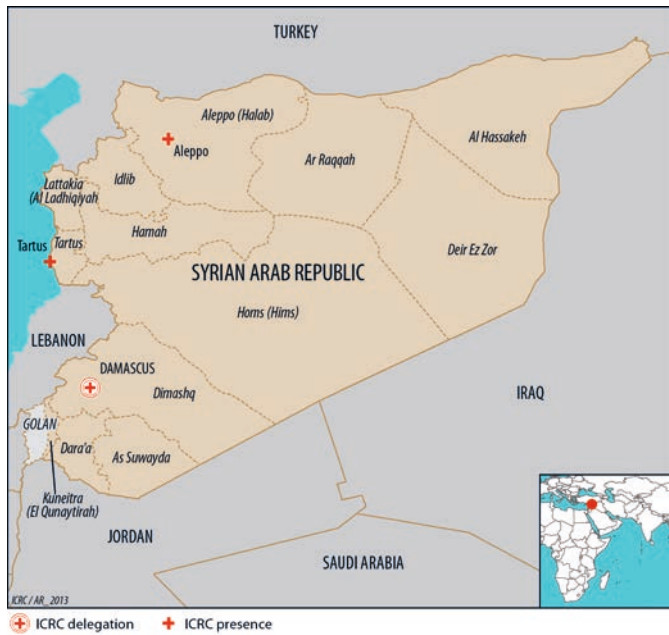 TURKEY
Aleppo (Halab)
Aleppo
Al Hassakeh
Ar Raqqah
Idlib
Lattakia
(Al Ladhiqiyah
Hamah
Tartus
Tartus
Deir Ez Zor
SYRIAN ARAB REPUBLIC
Homs (Hims)
LEBANON
DAMASCUS
Dimashq
IRAQ
GOLAN
Dara'a
As Suwayda
Kuneitra
(El Qunaytirah)
JORDAN
SAUDI ARABIA
ICRC / AR_2013
ICRC delegation
ICRC presence